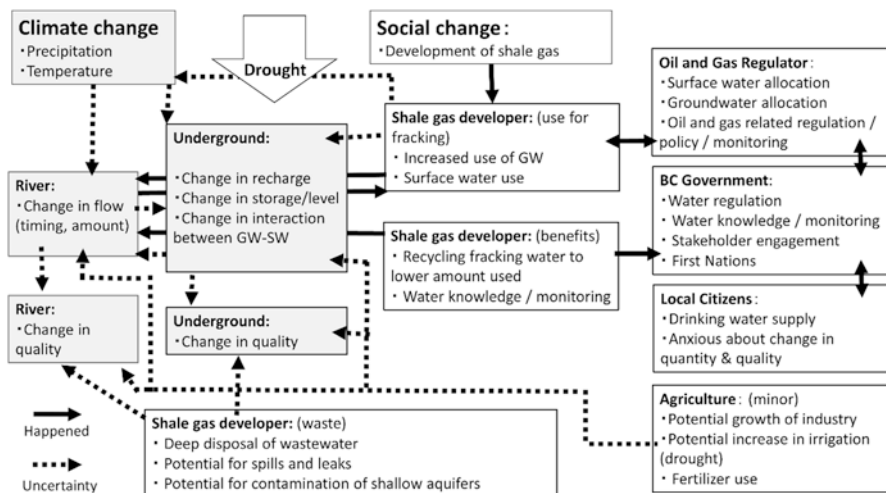 Climate change
・Precipitation
・Temperature
Drought
Social change：
・Development of shale gas
Oil and Gas Regulator：
・Surface water allocation
・Groundwater allocation
・Oil and gas related regulation /
policy / monitoring
Shale gas developer: (use for
fracking)
・Increased use of GW
・Surface water use
Underground:
・Change in recharge
・Change in storage/level
・Change in interaction
between GW-SW
River:
・Change in flow
(timing, amount)
BC Government：
・Water regulation
・Water knowledge / monitoring
・Stakeholder engagement
・First Nations
Shale gas developer: (benefits)
・Recycling fracking water to
lower amount used
・Water knowledge / monitoring
River:
・Change in
quality
Underground:
・Change in quality
Local Citizens：
・Drinking water supply
・Anxious about change in
quantity & quality
Agriculture： (minor)
・Potential growth of industry
・Potential increase in irrigation
(drought)
・Fertilizer use
Happened
Uncertainty
Shale gas developer: (waste)
・Deep disposal of wastewater
・Potential for spills and leaks
・Potential for contamination of shallow aquifers